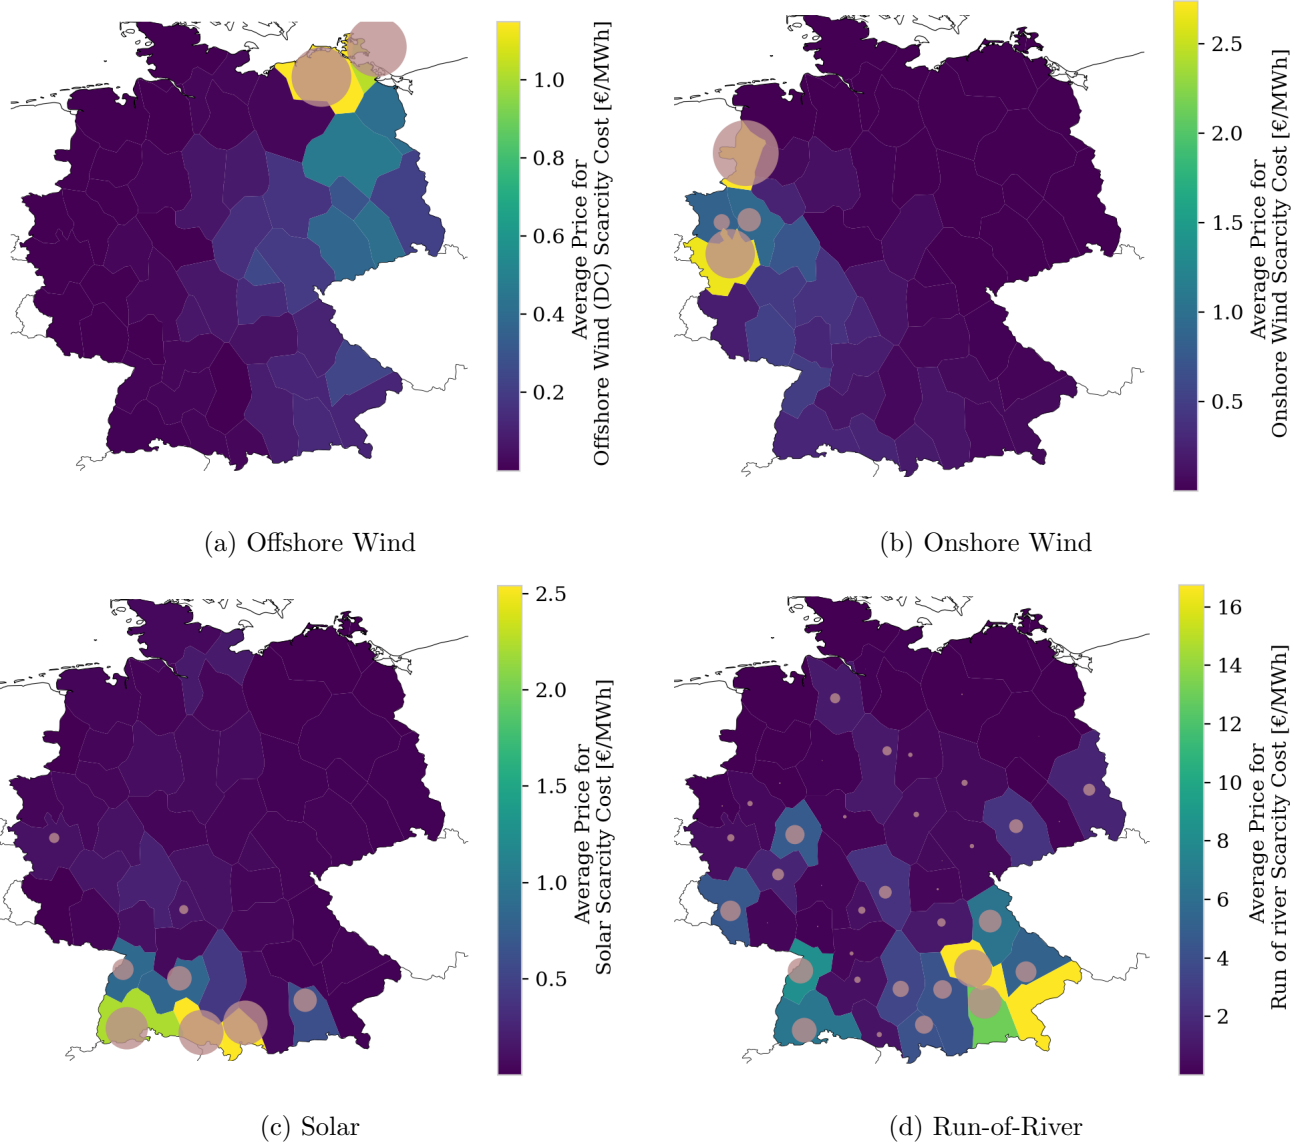 1.0
0.8
0.6
0.4
0.2
Average Price for
Offshore Wind (DC) Scarcity Cost [€/MWh]
(a) Offshore Wind
2.5
2.0
1.5
1.0
0.5
Average Price for
Onshore Wind Scarcity Cost [€/MWh]
(b) Onshore Wind
2.5
2.0
1.5
1.0
0.5
Average Price for
Solar Scarcity Cost [€/MWh]
(c) Solar
16
14
12
10
8
6
4
2
Average Price for
Run of river Scarcity Cost [€/MWh]
(d) Run-of-River